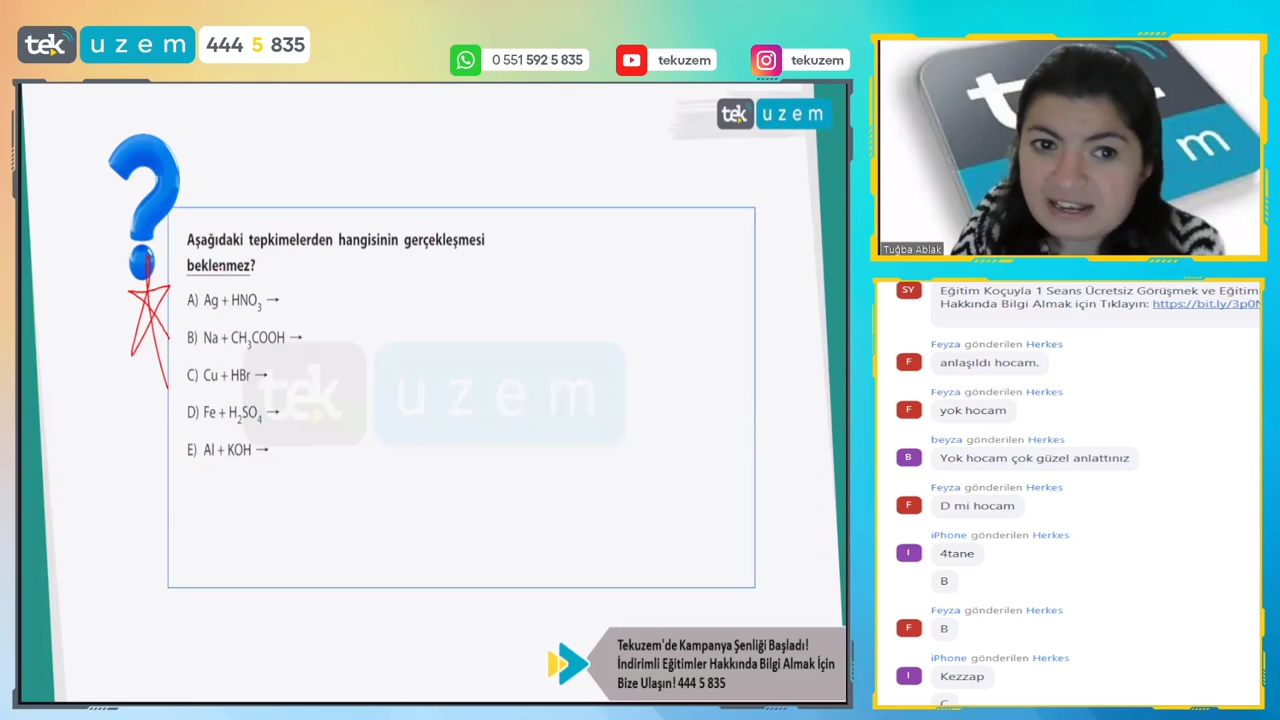 tek uzem 444 5 835
0 551 592 5 835
tekuzem
tekuzem
tek uzem
Aşağıdaki tepkimelerden hangisinin gerçekleşmesi
beklenmez?
A) Ag + HNO₃ →
B) Na + CH₃COOH →
C) Cu + HBr →
D) Fe + H₂SO₄ →
E) Al + KOH →
tek uzem
Tekuzem'de Kampanya Şenliği Başladı!
İndirimli Eğitimler Hakkında Bilgi Almak İçin
Bize Ulaşın! 444 5 835
tek
m
Tuğba Ablak
SY
Eğitim Koçuyla 1 Seans Ücretsiz Görüşmek ve Eğitim
Hakkında Bilgi Almak için Tıklayın: https://bit.ly/3p0
Feyza gönderilen Herkes
F
anlaşıldı hocam.
Feyza gönderilen Herkes
F
yok hocam
beyza gönderilen Herkes
B
Yok hocam çok güzel anlattınız
Feyza gönderilen Herkes
F
D mi hocam
iPhone gönderilen Herkes
I
4tane
B
Feyza gönderilen Herkes
F
B
iPhone gönderilen Herkes
I
Kezzap